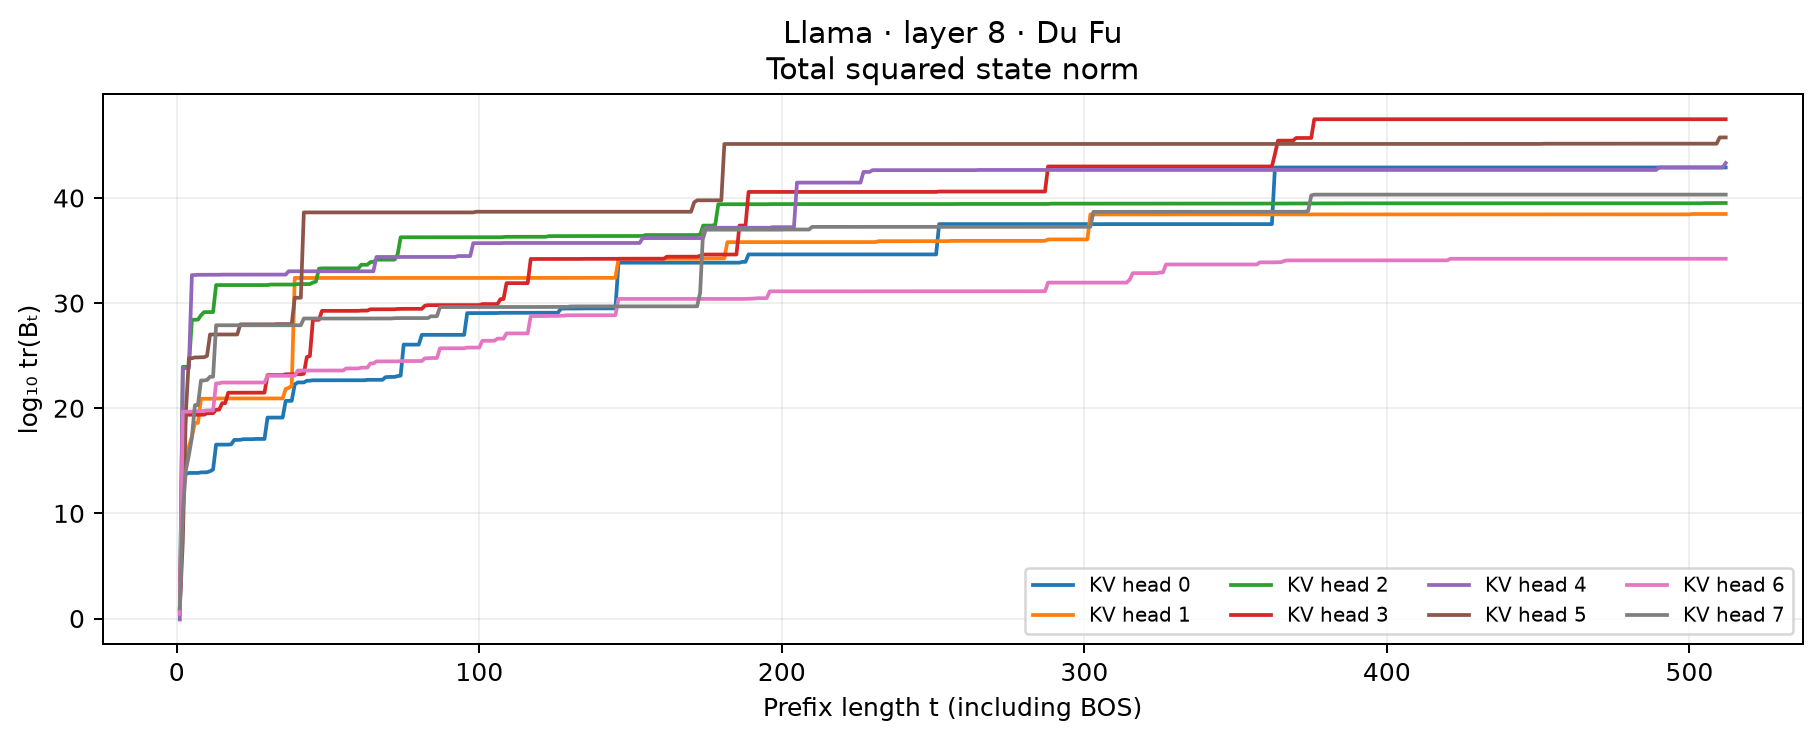 Llama · layer 8 · Du Fu
Total squared state norm
log₁₀ tr(Bₜ)
40
30
20
10
0
0 100 200 300 400 500
Prefix length t (including BOS)
KV head 0 KV head 2 KV head 4 KV head 6
KV head 1 KV head 3 KV head 5 KV head 7